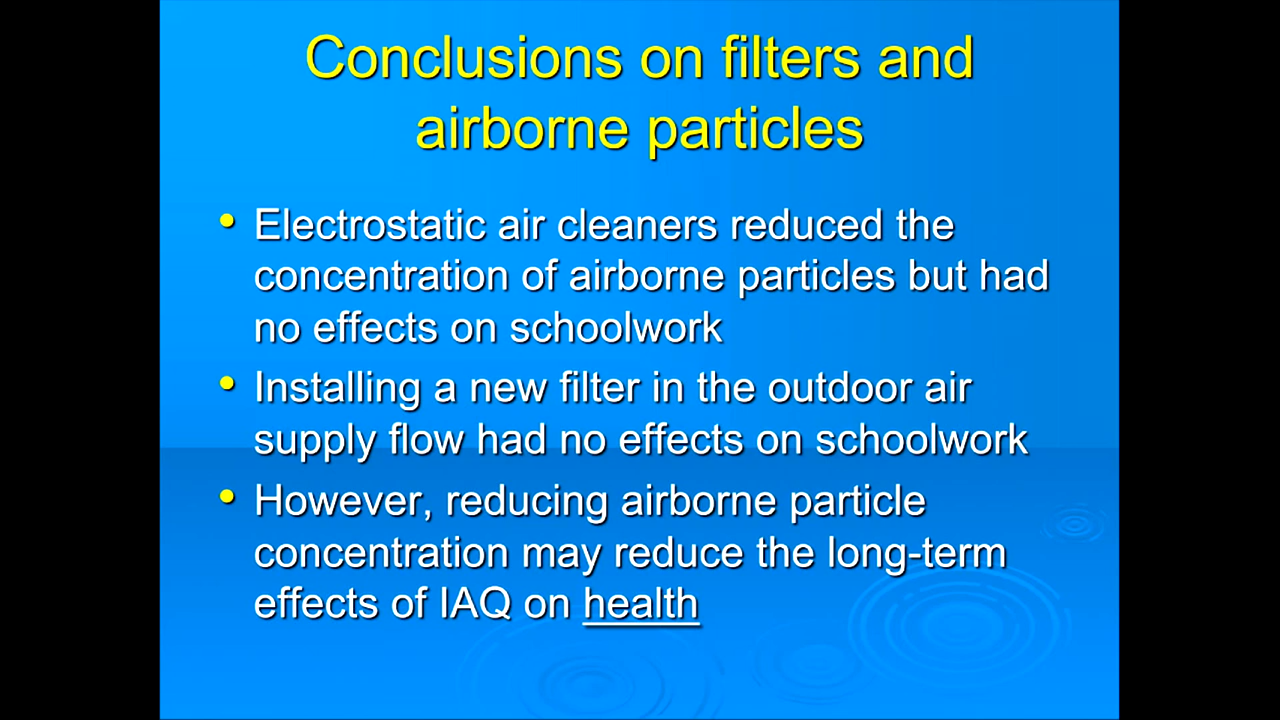 Conclusions on filters and
airborne particles
• Electrostatic air cleaners reduced the
concentration of airborne particles but had
no effects on schoolwork
• Installing a new filter in the outdoor air
supply flow had no effects on schoolwork
• However, reducing airborne particle
concentration may reduce the long-term
effects of IAQ on health